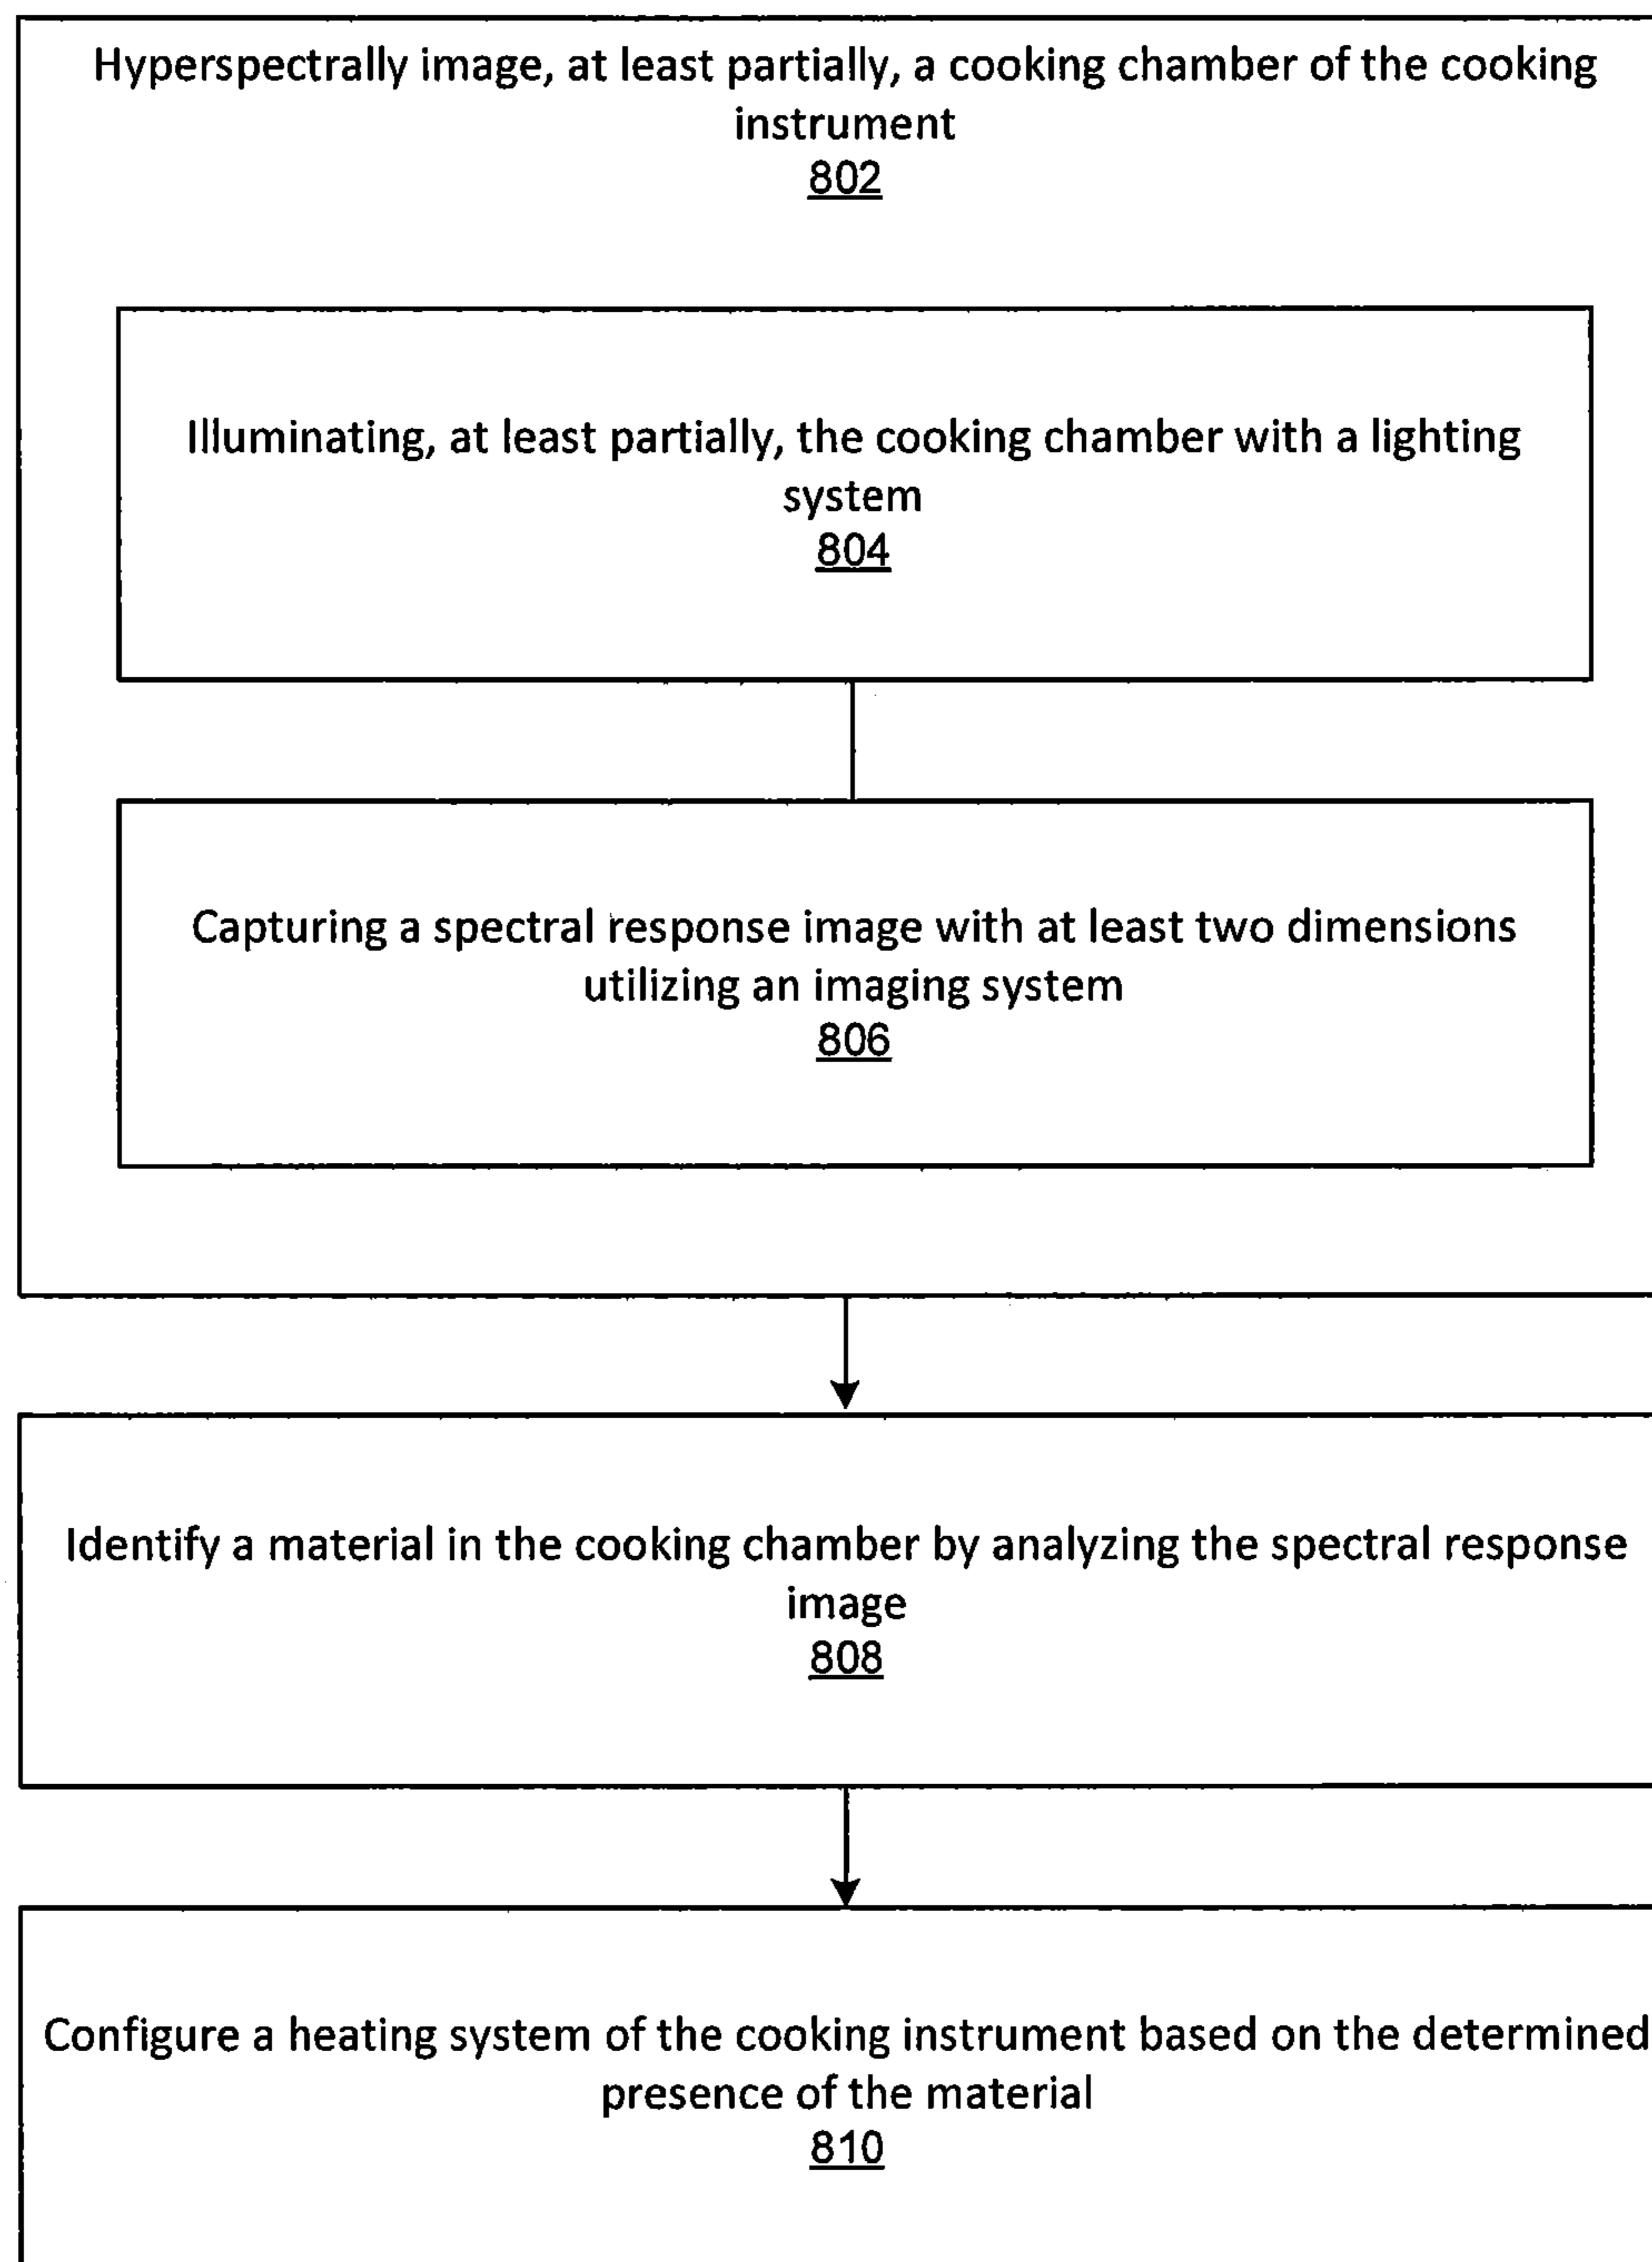 Hyperspectrally image, at least partially, a cooking chamber of the cooking
instrument
802
Illuminating, at least partially, the cooking chamber with a lighting
system
804
Capturing a spectral response image with at least two dimensions
utilizing an imaging system
806
Identify a material in the cooking chamber by analyzing the spectral response
image
808
Configure a heating system of the cooking instrument based on the determined
presence of the material
810